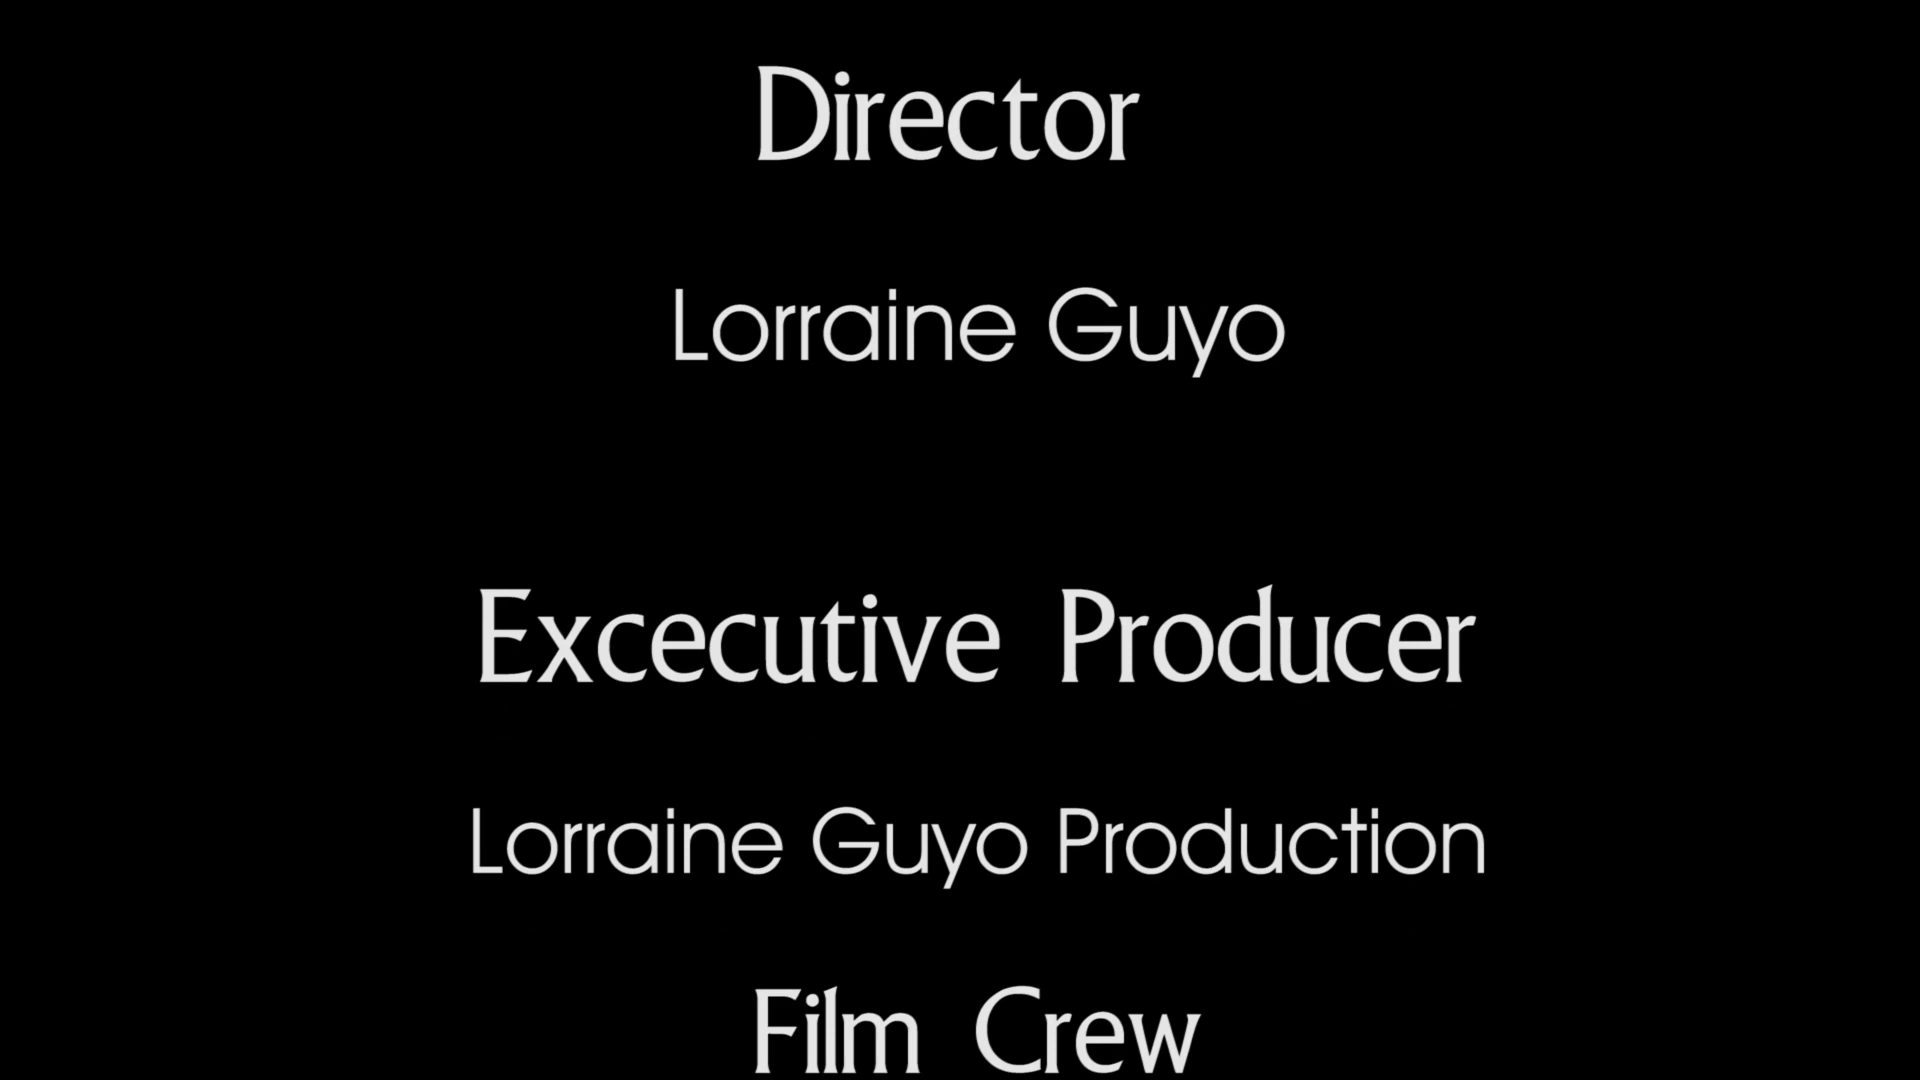 Director
Lorraine Guyo
Excecutive Producer
Lorraine Guyo Production
Film Crew